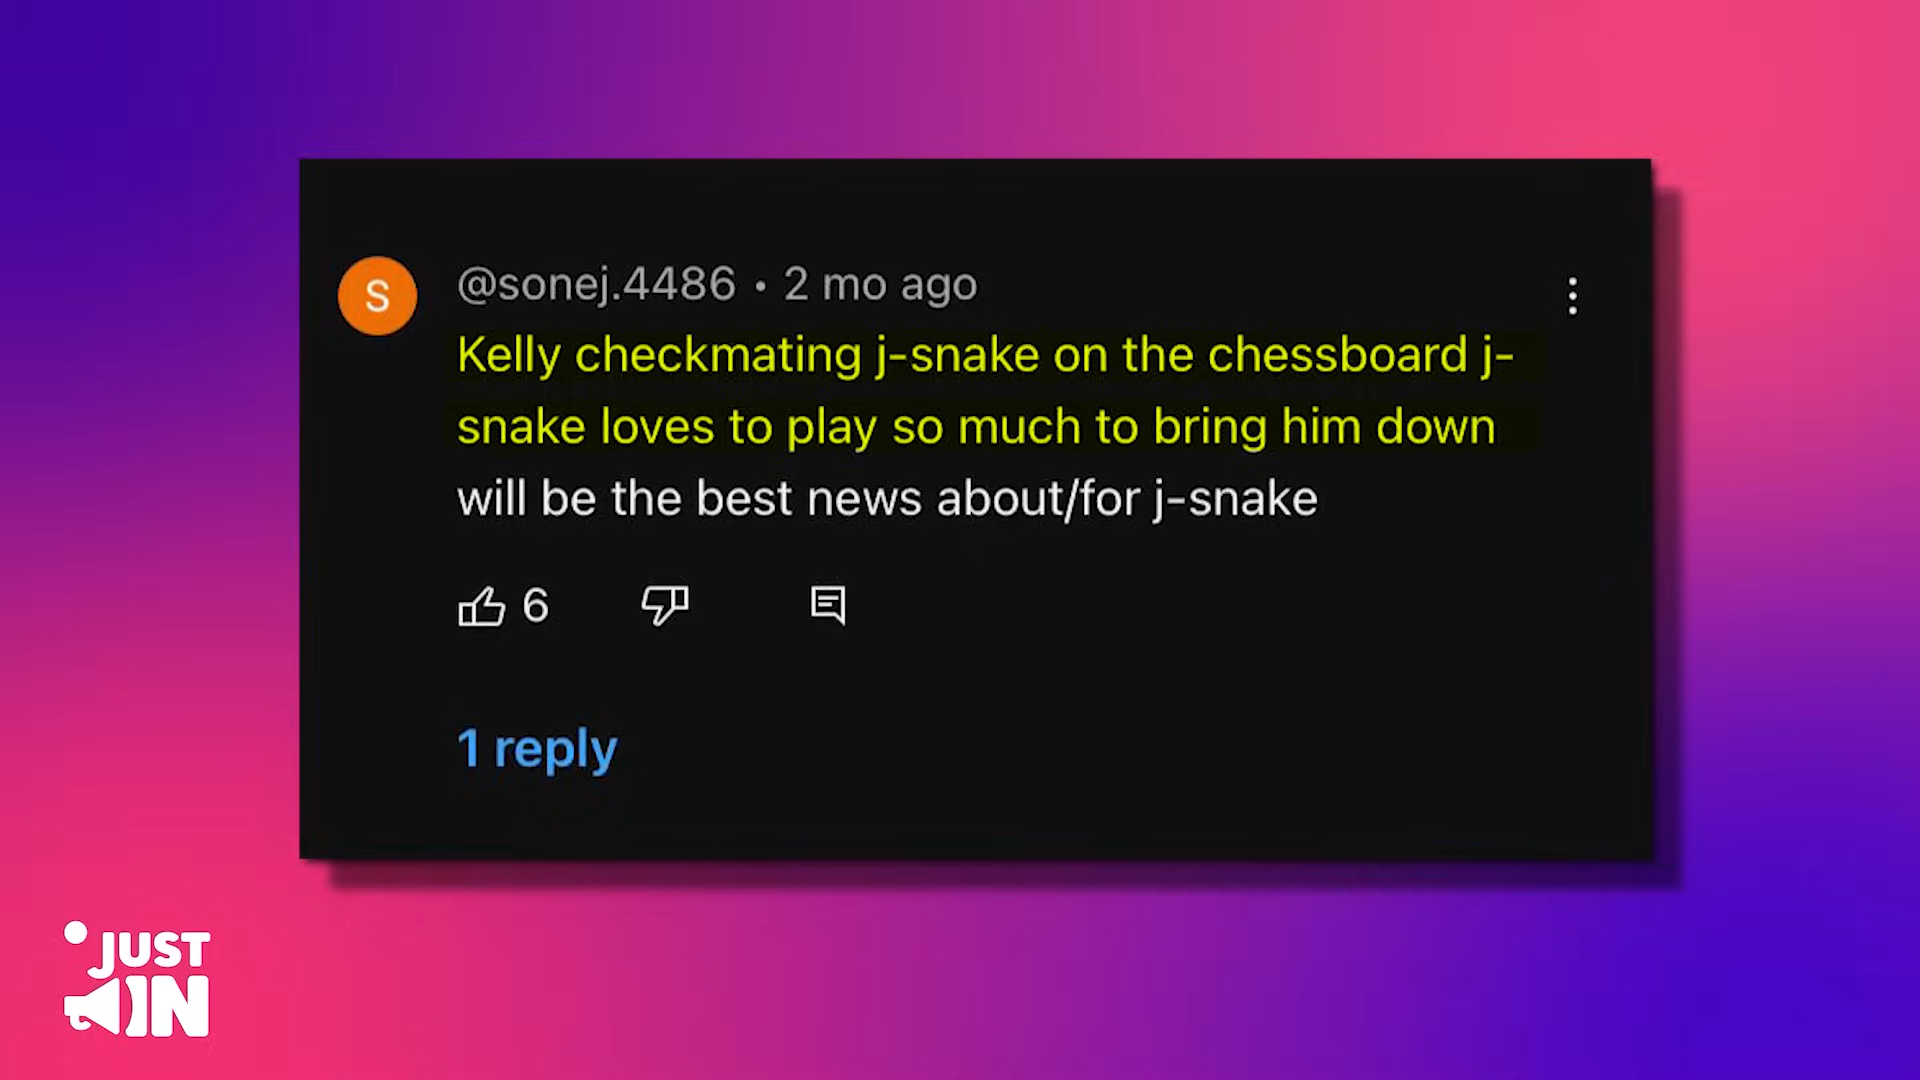 S
@sonej.4486 • 2 mo ago
Kelly checkmating j-snake on the chessboard j-
snake loves to play so much to bring him down
will be the best news about/for j-snake
6
1 reply
JUST
IN